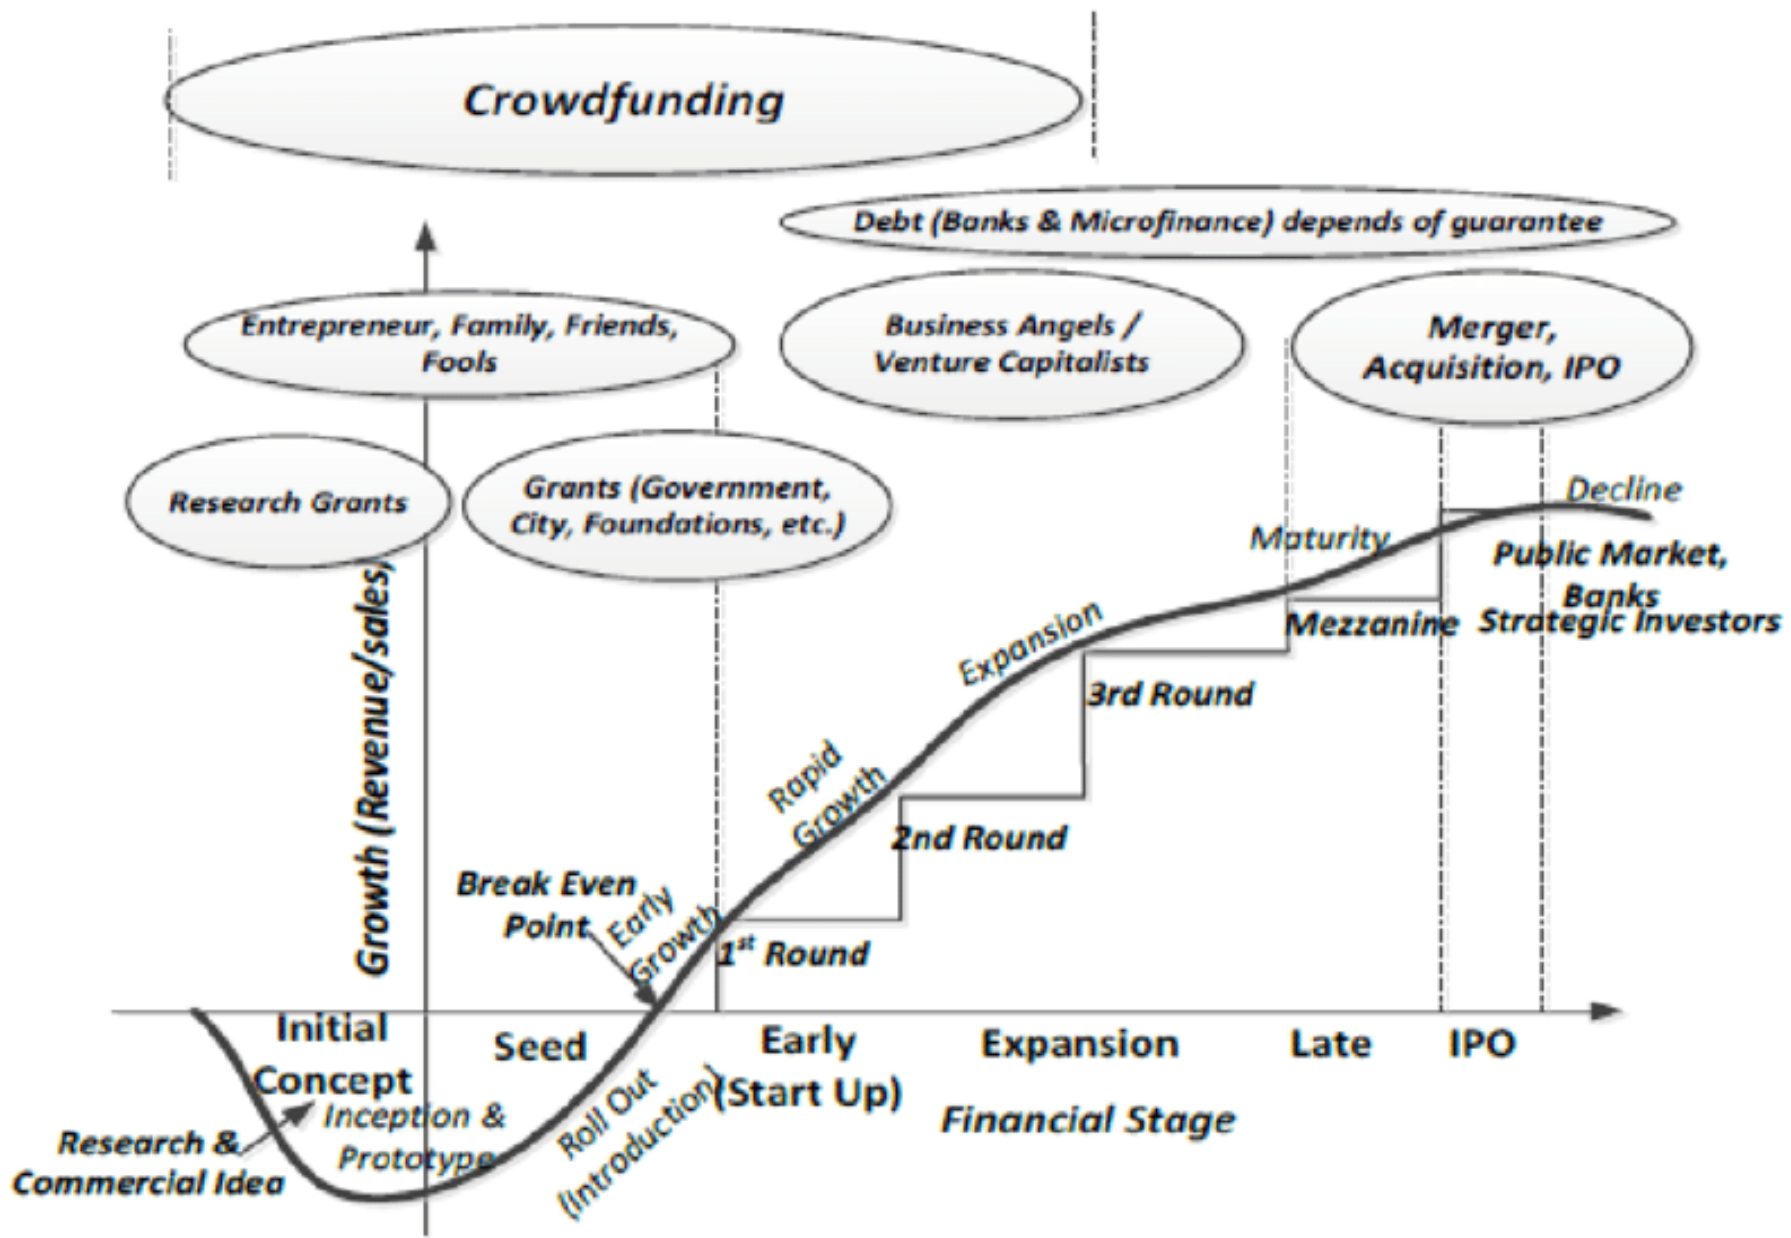 Crowdfunding
Debt (Banks & Microfinance) depends of guarantee
Entrepreneur, Family, Friends,
Fools
Business Angels /
Venture Capitalists
Merger,
Acquisition, IPO
Research Grants
Grants (Government,
City, Foundations, etc.)
Growth (Revenue/sales,
Decline
Maturity
Public Market,
Banks
Strategic Investors
Mezzanine
Expansion
3rd Round
Rapid
Growth
2nd Round
Break Even
Point
Early
Growth
1st Round
Initial
Concept
Seed
Early
(Start Up)
Expansion
Late
IPO
Financial Stage
Inception &
Prototype
Roll Out
(Introduction)
Research &
Commercial Idea